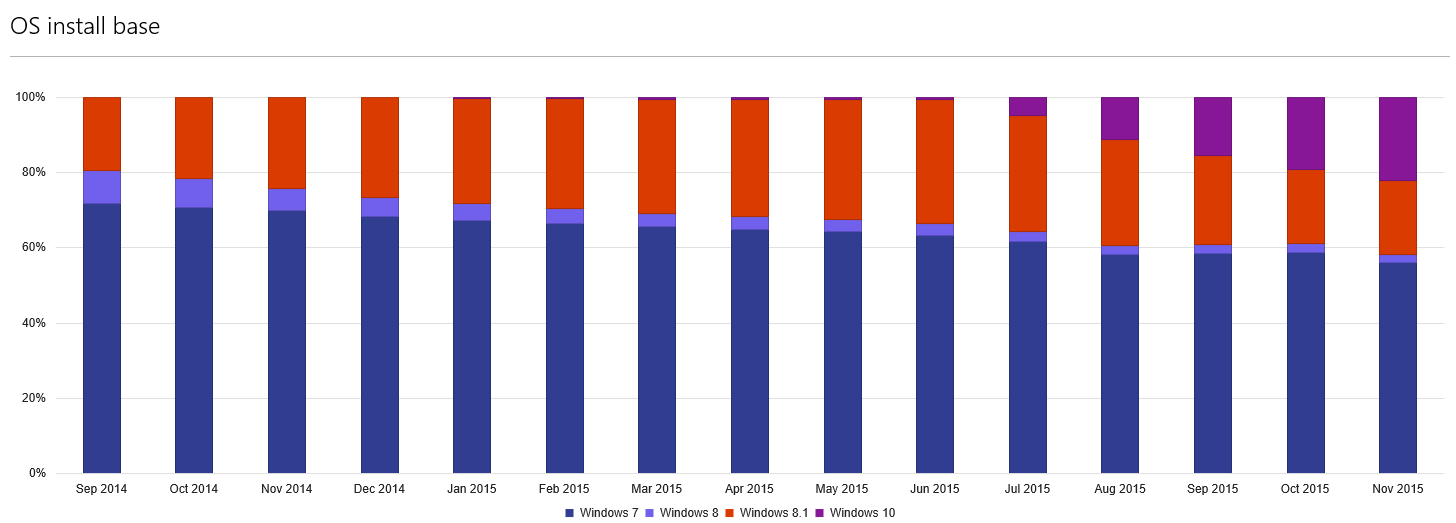 OS install base
100%
80%
60%
40%
20%
0%
Sep 2014 Oct 2014 Nov 2014 Dec 2014 Jan 2015 Feb 2015 Mar 2015 Apr 2015 May 2015 Jun 2015 Jul 2015 Aug 2015 Sep 2015 Oct 2015 Nov 2015
Windows 7 Windows 8 Windows 8.1 Windows 10